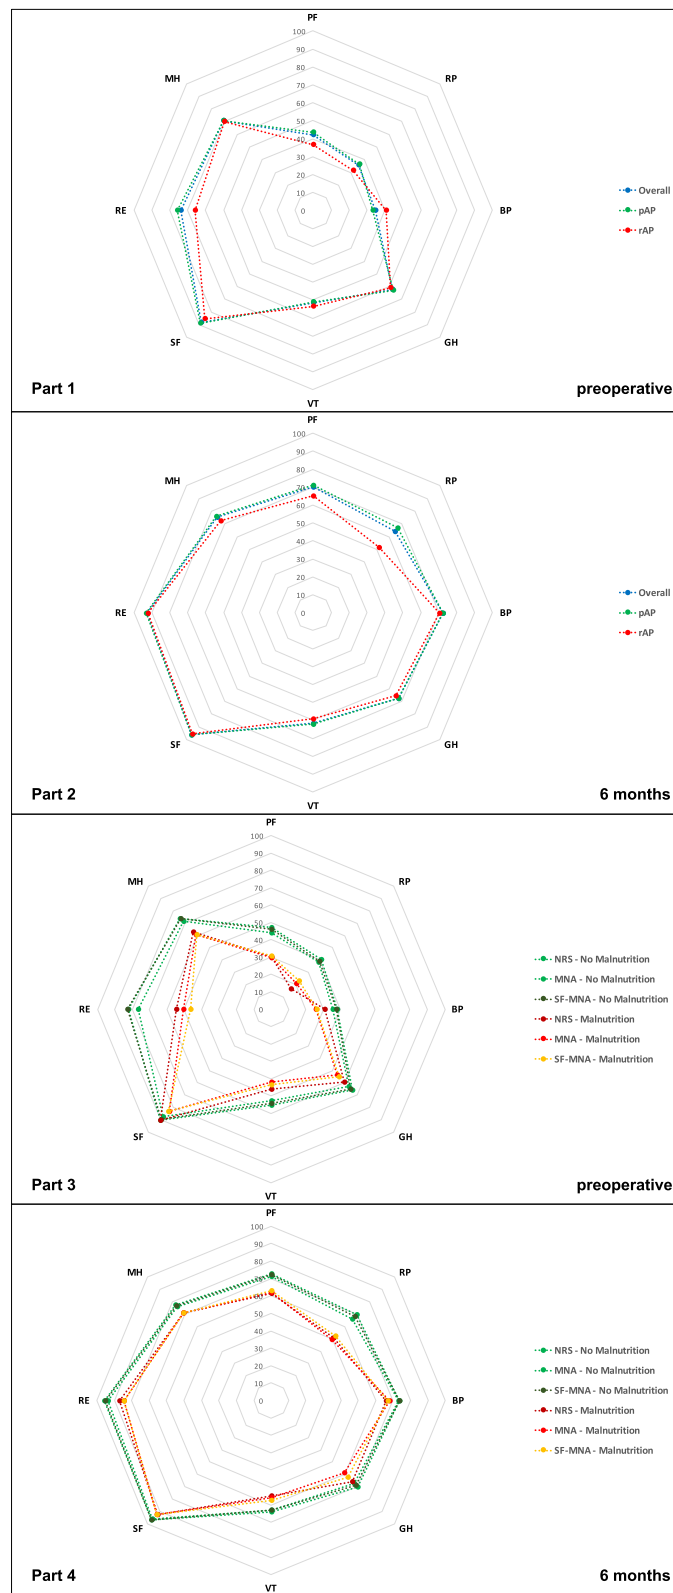 PF
100
90
80
70
60
50
40
30
20
10
0
MH
RP
RE
BP
SF
GH
VT
Overall
pAP
rAP
Part 1
preoperative
PF
100
90
80
70
60
50
40
30
20
10
0
MH
RP
RE
BP
SF
GH
VT
Overall
pAP
rAP
Part 2
6 months
PF
100
90
80
70
60
50
40
30
20
10
0
MH
RP
RE
BP
SF
GH
VT
NRS - No Malnutrition
MNA - No Malnutrition
SF-MNA - No Malnutrition
NRS - Malnutrition
MNA - Malnutrition
SF-MNA - Malnutrition
Part 3
preoperative
PF
100
90
80
70
60
50
40
30
20
10
0
MH
RP
RE
BP
SF
GH
VT
NRS - No Malnutrition
MNA - No Malnutrition
SF-MNA - No Malnutrition
NRS - Malnutrition
MNA - Malnutrition
SF-MNA - Malnutrition
Part 4
6 months